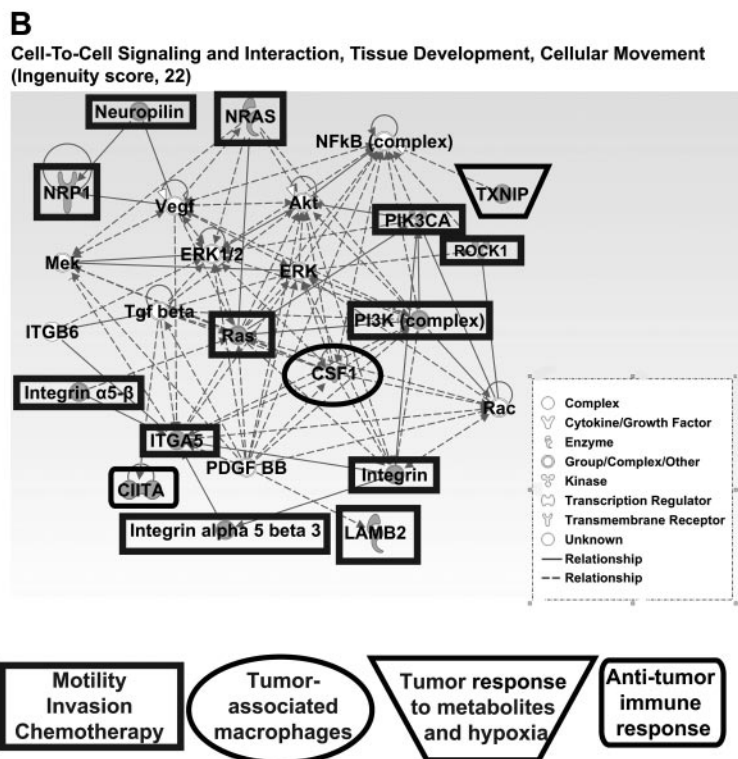 B
Cell-To-Cell Signaling and Interaction, Tissue Development, Cellular Movement
(Ingenuity score, 22)
Neuropilin
NRAS
NFkB (complex)
NRP1
TXNIP
Vegf
Akt
PIK3CA
ROCK1
ERK1/2
Mek
ERK
Tgf beta
ITGB6
Ras
PI3K (complex)
CSF1
Integrin α5-β
Rac
ITGA5
PDGF BB
Integrin
CIITA
Integrin alpha 5 beta 3
LAMB2
Complex
Cytokine/Growth Factor
Enzyme
Group/Complex/Other
Kinase
Transcription Regulator
Transmembrane Receptor
Unknown
Relationship
Relationship
Motility
Invasion
Chemotherapy
Tumor-
associated
macrophages
Tumor response
to metabolites
and hypoxia
Anti-tumor
immune
response